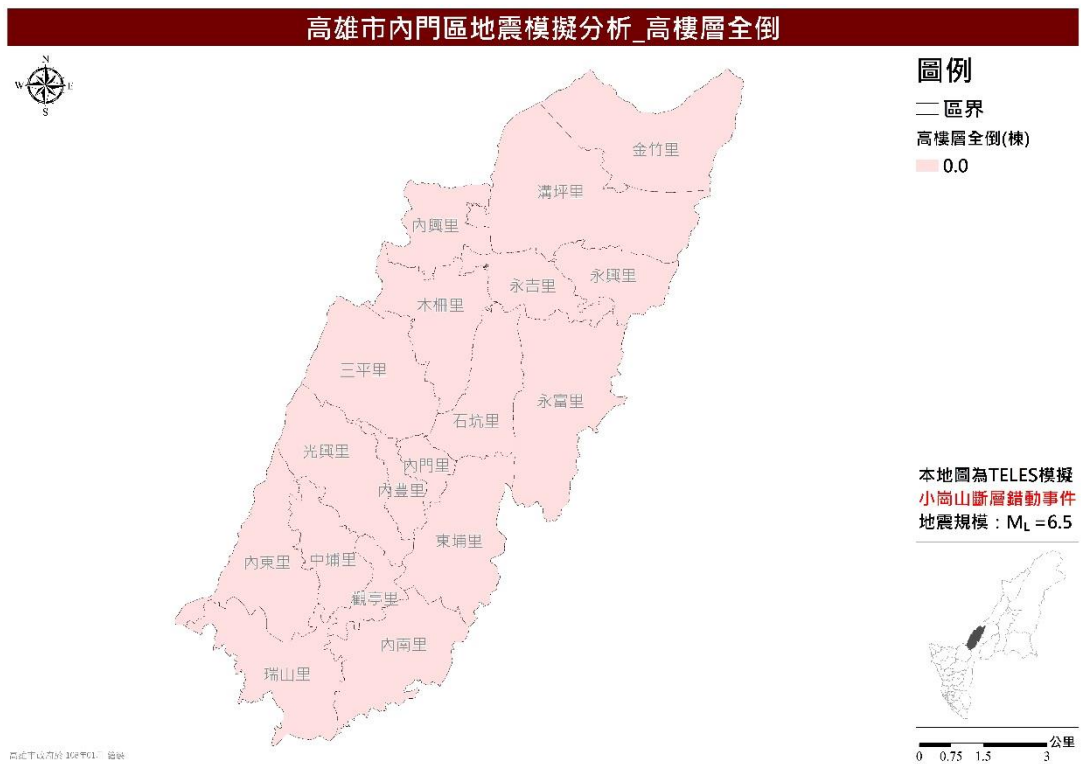 高雄市內門區地震模擬分析_高樓層全倒
N
W
E
S
圖例
區界
高樓層全倒(棟)
0.0
金竹里
溝坪里
內興里
永興里
永吉里
木柵里
三平里
永富里
石坑里
光興里
內門里
內豐里
東埔里
中埔里
內東里
觀亭里
內南里
瑞山里
本地圖為TELES模擬
小崗山斷層錯動事件
地震規模：ML =6.5
公里
0 0.75 1.5 3